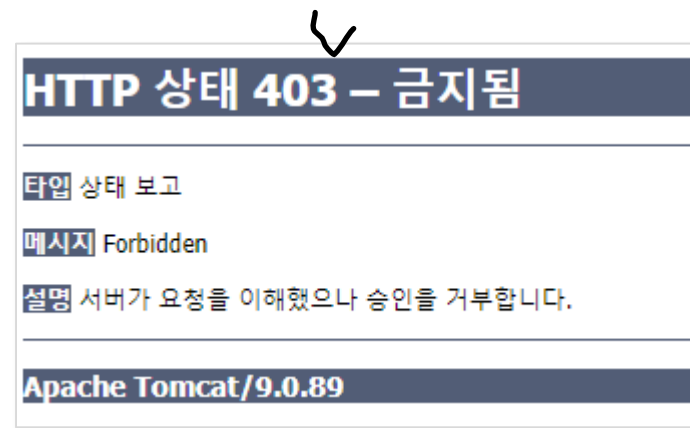 HTTP 상태 403 – 금지됨
타입 상태 보고
메시지 Forbidden
설명 서버가 요청을 이해했으나 승인을 거부합니다.
Apache Tomcat/9.0.89